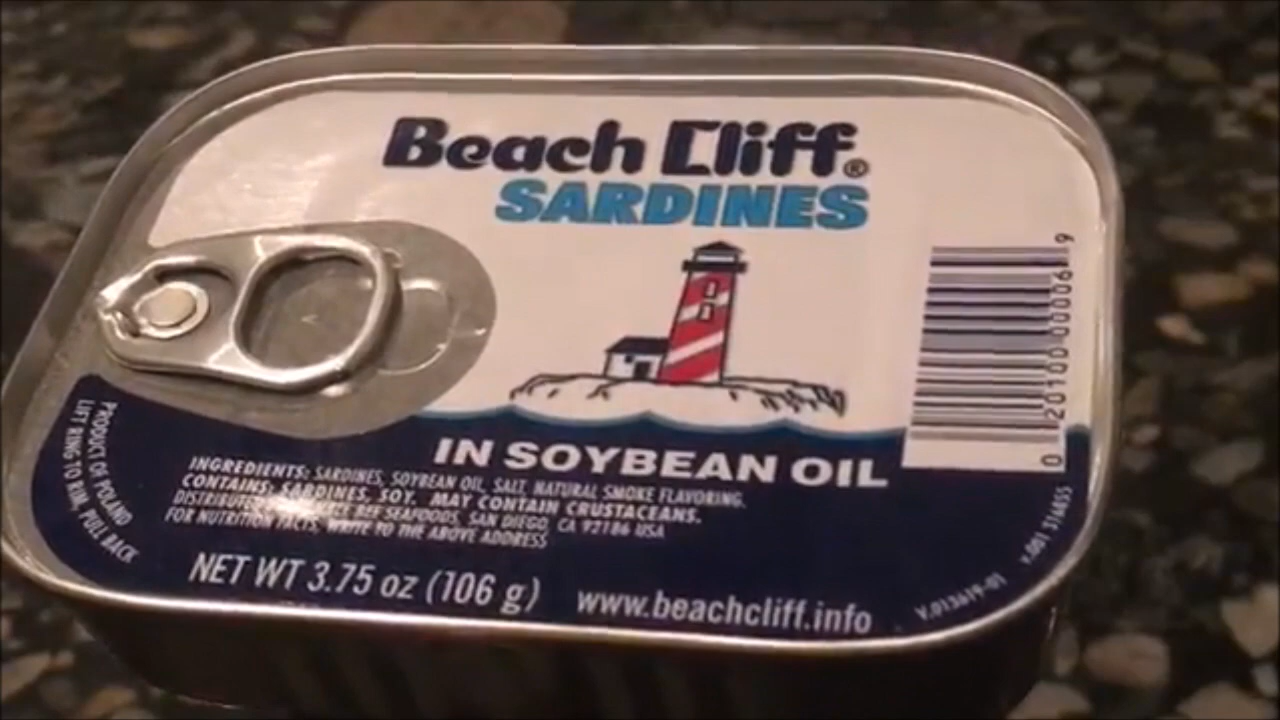 Beach Cliff®
SARDINES
IN SOYBEAN OIL
INGREDIENTS: SARDINES, SOYBEAN OIL, SALT, NATURAL SMOKE FLAVORING.
CONTAINS: SARDINES, SOY. MAY CONTAIN CRUSTACEANS.
BEE SEAFOODS, SAN DIEGO, CA 92186 USA
FOR NUTRITION FACTS, WRITE TO THE ABOVE ADDRESS
NET WT 3.75 oz (106 g)
www.beachcliff.info
PRODUCT OF POLAND
LIFT RING TO RIM, PULL BACK
0 20100 00006 9